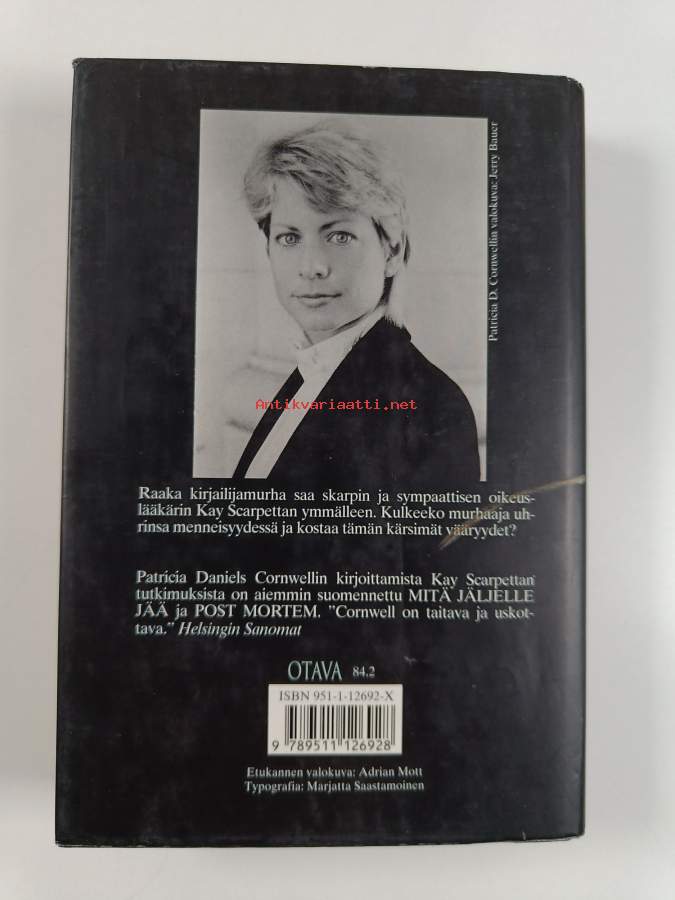 Patricia D. Cornwellin valokuva: Jerry Bauer
Antikvariaatti.net
Raaka kirjailijamurha saa skarpin ja sympaattisen oikeus-
lääkärin Kay Scarpettan ymmälleen. Kulkeeko murhaaja uh-
rinsa menneisyydessä ja kostaa tämän kärsimät vääryydet?
Patricia Daniels Cornwellin kirjoittamista Kay Scarpettan
tutkimuksista on aiemmin suomennettu MITÄ JÄLJELLE
JÄÄ ja POST MORTEM. ”Cornwell on taitava ja uskot-
tava.” Helsingin Sanomat
OTAVA 84.2
ISBN 951-1-12692-X
9 789511 126928
Etukannen valokuva: Adrian Mott
Typografia: Marjatta Saastamoinen